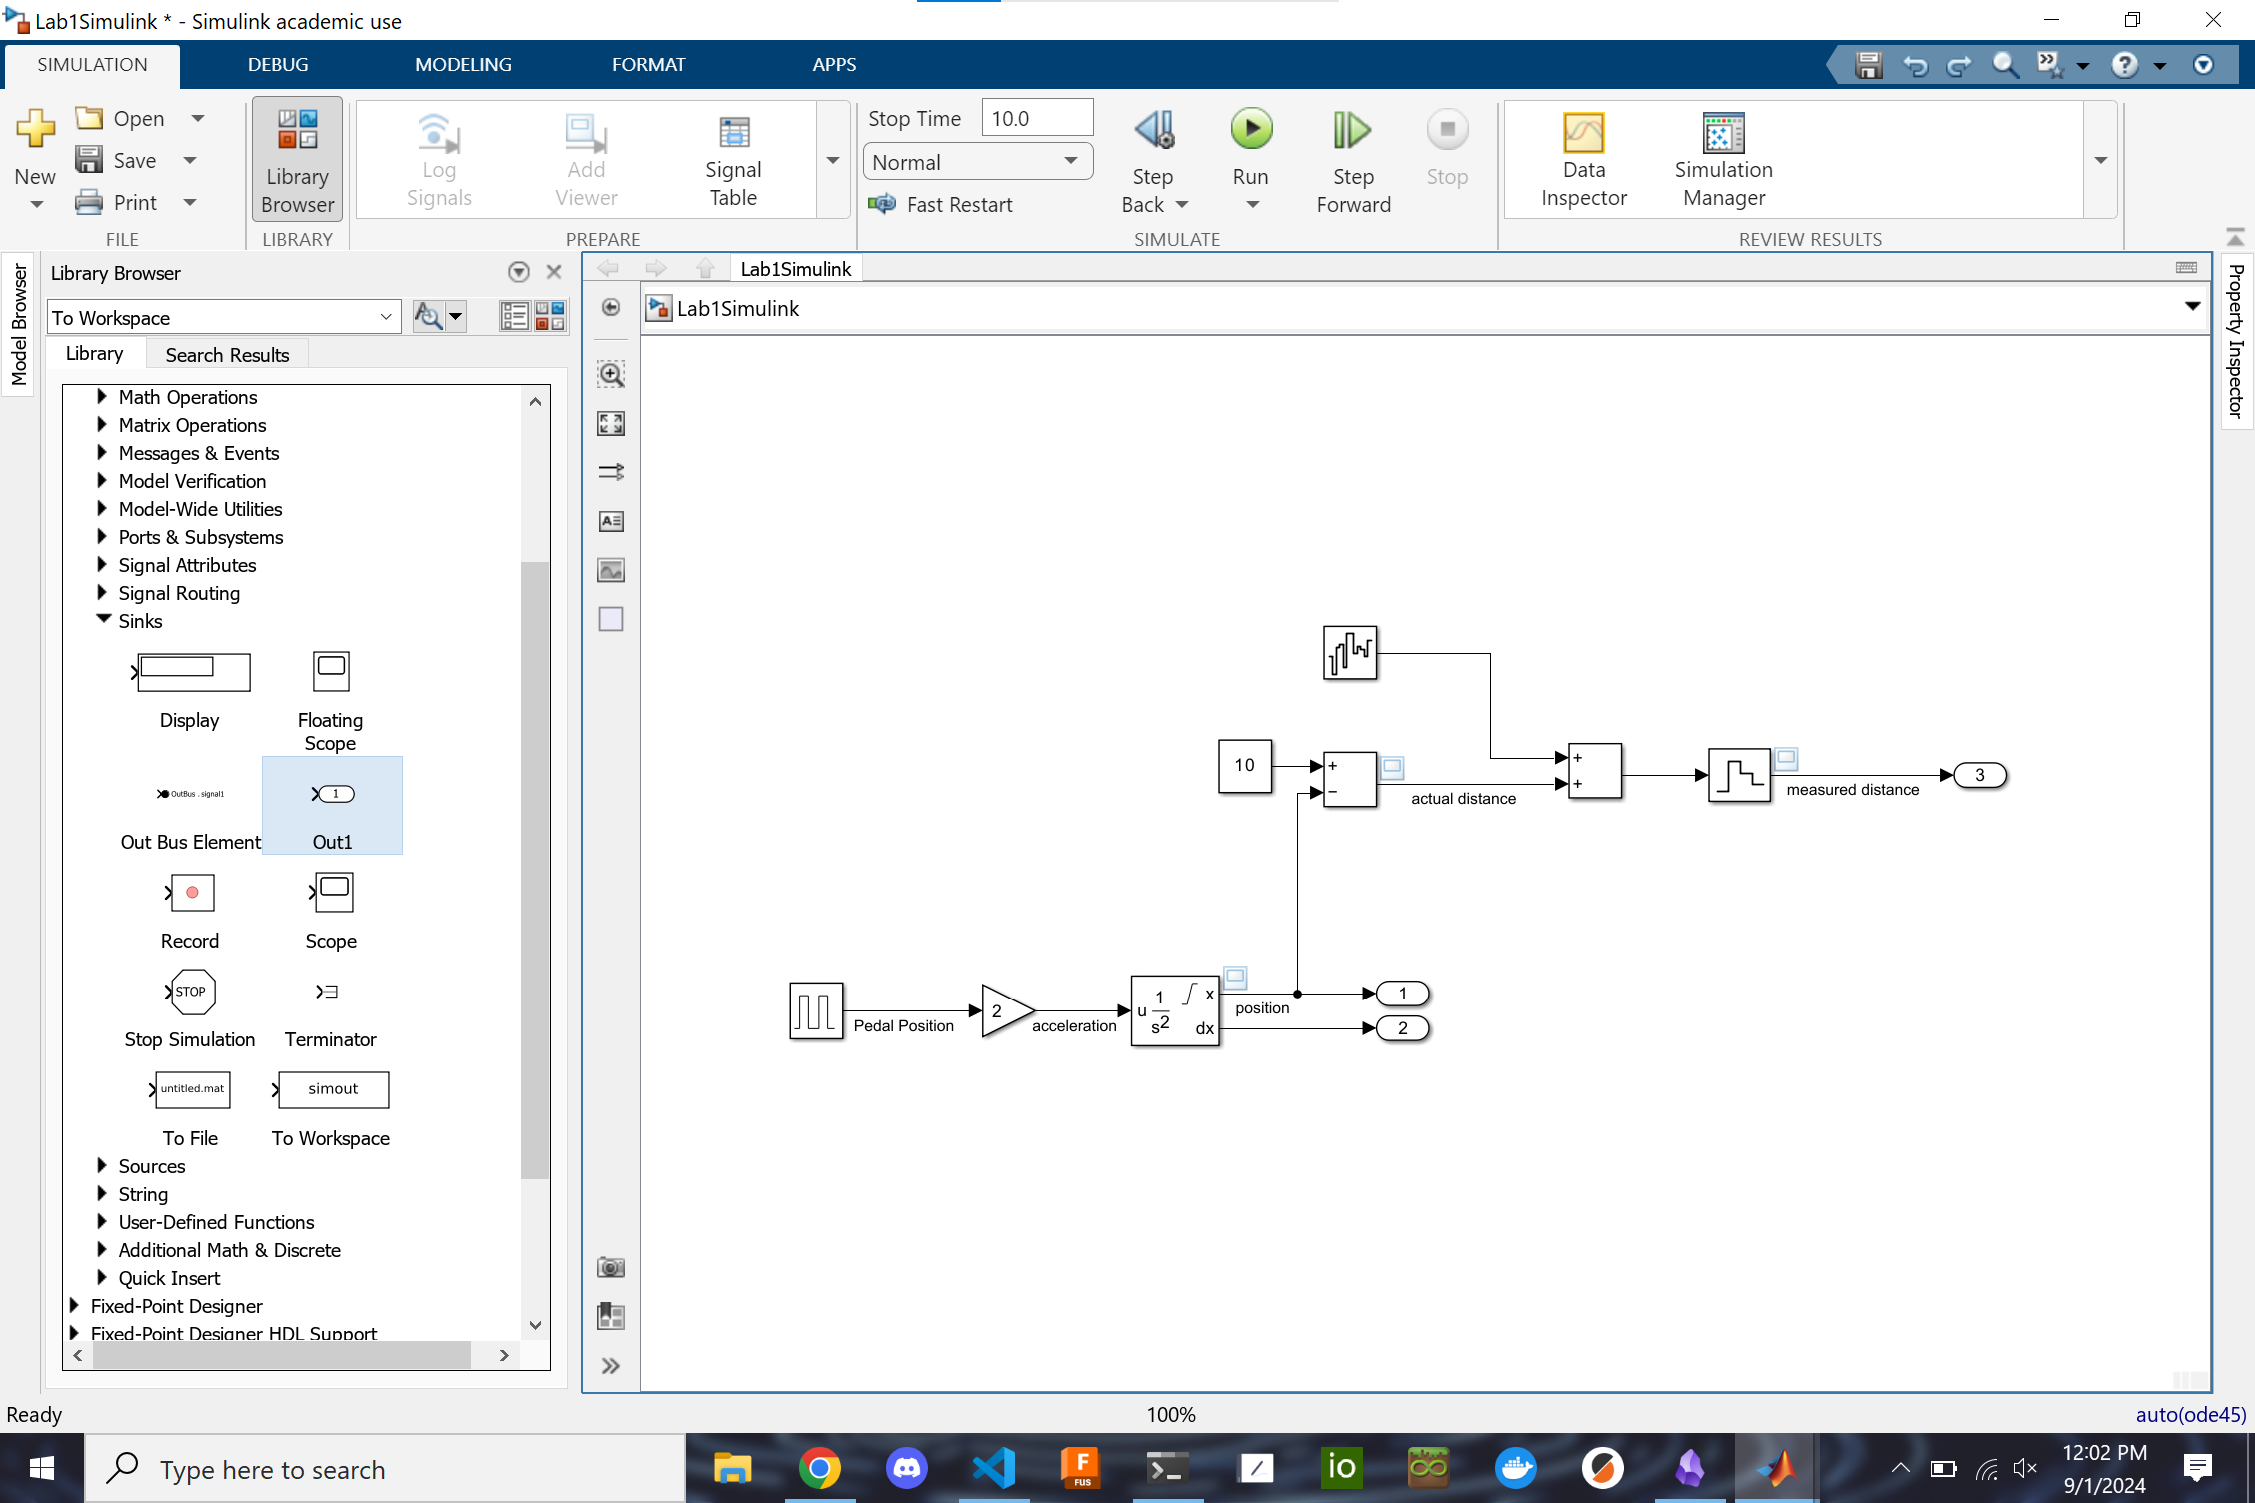 Lab1Simulink * - Simulink academic use
SIMULATION DEBUG MODELING FORMAT APPS
New
Open
Save
Print
FILE
Library
Browser
LIBRARY
Log
Signals
Add
Viewer
Signal
Table
PREPARE
Stop Time 10.0
Normal
Fast Restart
Step
Back
Run
Step
Forward
Stop
SIMULATE
Data
Inspector
Simulation
Manager
REVIEW RESULTS
Model Browser
Library Browser
To Workspace
Library Search Results
Math Operations
Matrix Operations
Messages & Events
Model Verification
Model-Wide Utilities
Ports & Subsystems
Signal Attributes
Signal Routing
Sinks
Display
Floating
Scope
OutBus . signal1
Out Bus Element
1
Out1
Record
Scope
STOP
Stop Simulation
Terminator
untitled.mat
To File
simout
To Workspace
Sources
String
User-Defined Functions
Additional Math & Discrete
Quick Insert
Fixed-Point Designer
Fixed-Point Designer HDL Support
Lab1Simulink
Lab1Simulink
Property Inspector
10
+
−
actual distance
+
+
measured distance
3
Pedal Position
2
acceleration
u 1
s2
x
dx
position
1
2
Ready
100%
auto(ode45)
Type here to search
F
FUS
io
12:02 PM
9/1/2024